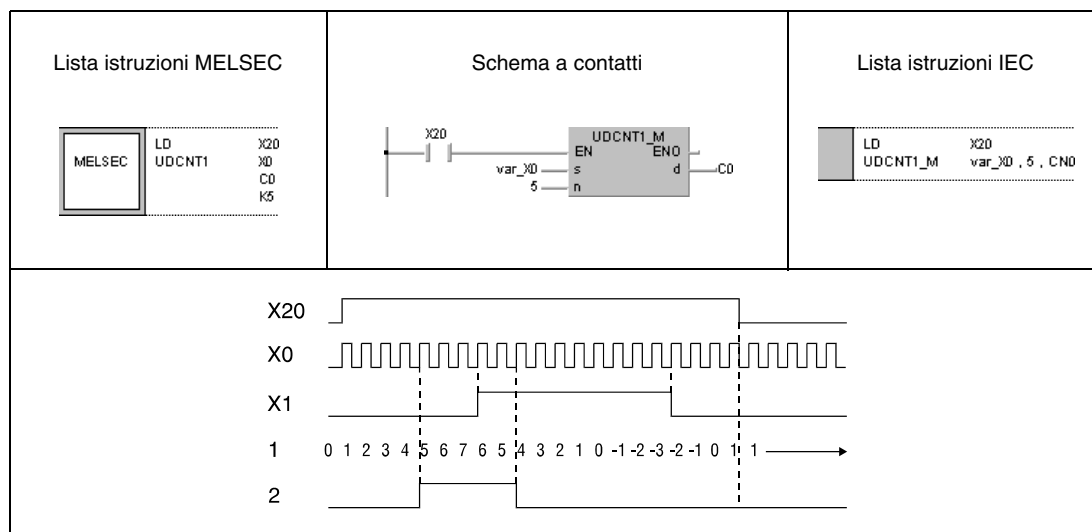 Lista istruzioni MELSEC
MELSEC
LD X20
UDCNT1 X0
C0
K5
Schema a contatti
X20
UDCNT1_M
EN ENO
var_X0 s d C0
5 n
Lista istruzioni IEC
LD X20
UDCNT1_M var_X0 , 5 , CN0
X20
X0
X1
1 0 1 2 3 4 5 6 7 6 5 4 3 2 1 0 -1 -2 -3 -2 -1 0 1 1
2